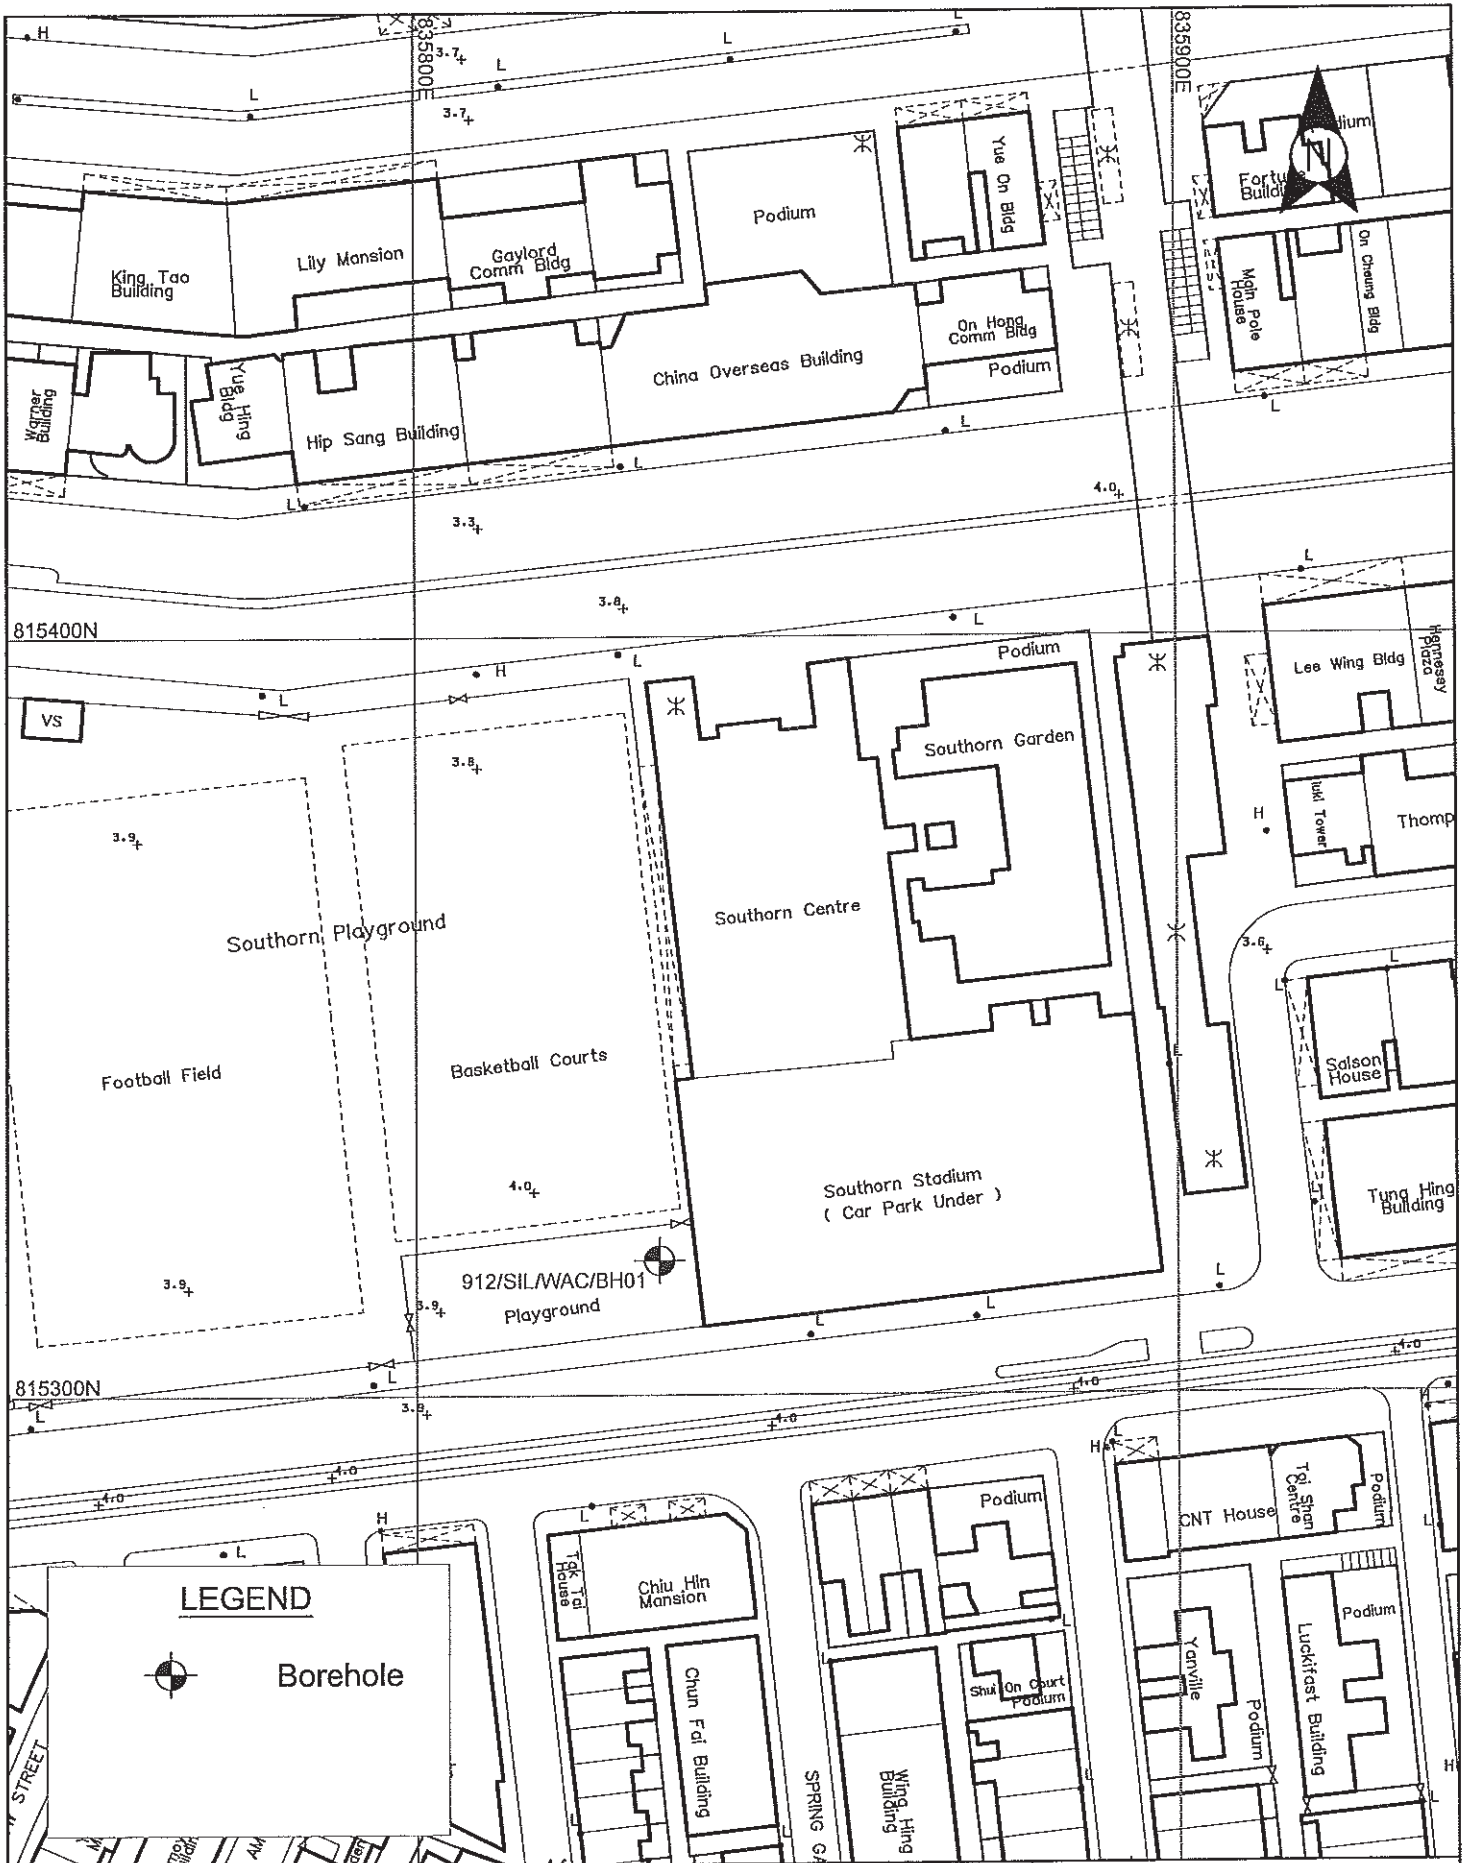 H
835800E
3.7
L
L
L
L
835900E
3.7
N
Podium
Yue On Bldg
King Tao
Building
Lily Mansion
Gaylord
Comm Bldg
Main Pole
House
On Cheung Bldg
On Hong
Comm Bldg
Podium
China Overseas Building
Warner
Building
Yue Hing
Bldg
Hip Sang Building
L
L
L
L
3.3
4.0
L
3.8
815400N
L
L
H
L
VS
Podium
Lee Wing Bldg
Hennessy
Plaza
Southorn Garden
3.8
3.9
H
Thomp
Southorn Centre
Southorn Playground
3.6
L
L
Football Field
Basketball Courts
Salson
House
L
4.0
Southorn Stadium
( Car Park Under )
Tung Hing
Building
L
3.9
912/SIL/WAC/BH01
Playground
3.9
L
L
L
L
815300N
L
3.9
4.0
4.0
4.0
4.0
4.0
H
H
L
H
L
L
L
Podium
CNT House
Tai Shan
Centre
Podium
L
LEGEND
Borehole
Tak Tai
House
Chiu Hin
Mansion
Chun Fai Building
SPRING GA
Wing Hing
Building
Shui On Court
Podium
Yanville
Podium
Luckifast Building
Podium
L
L
L
L
L
L
H
STREET
AM